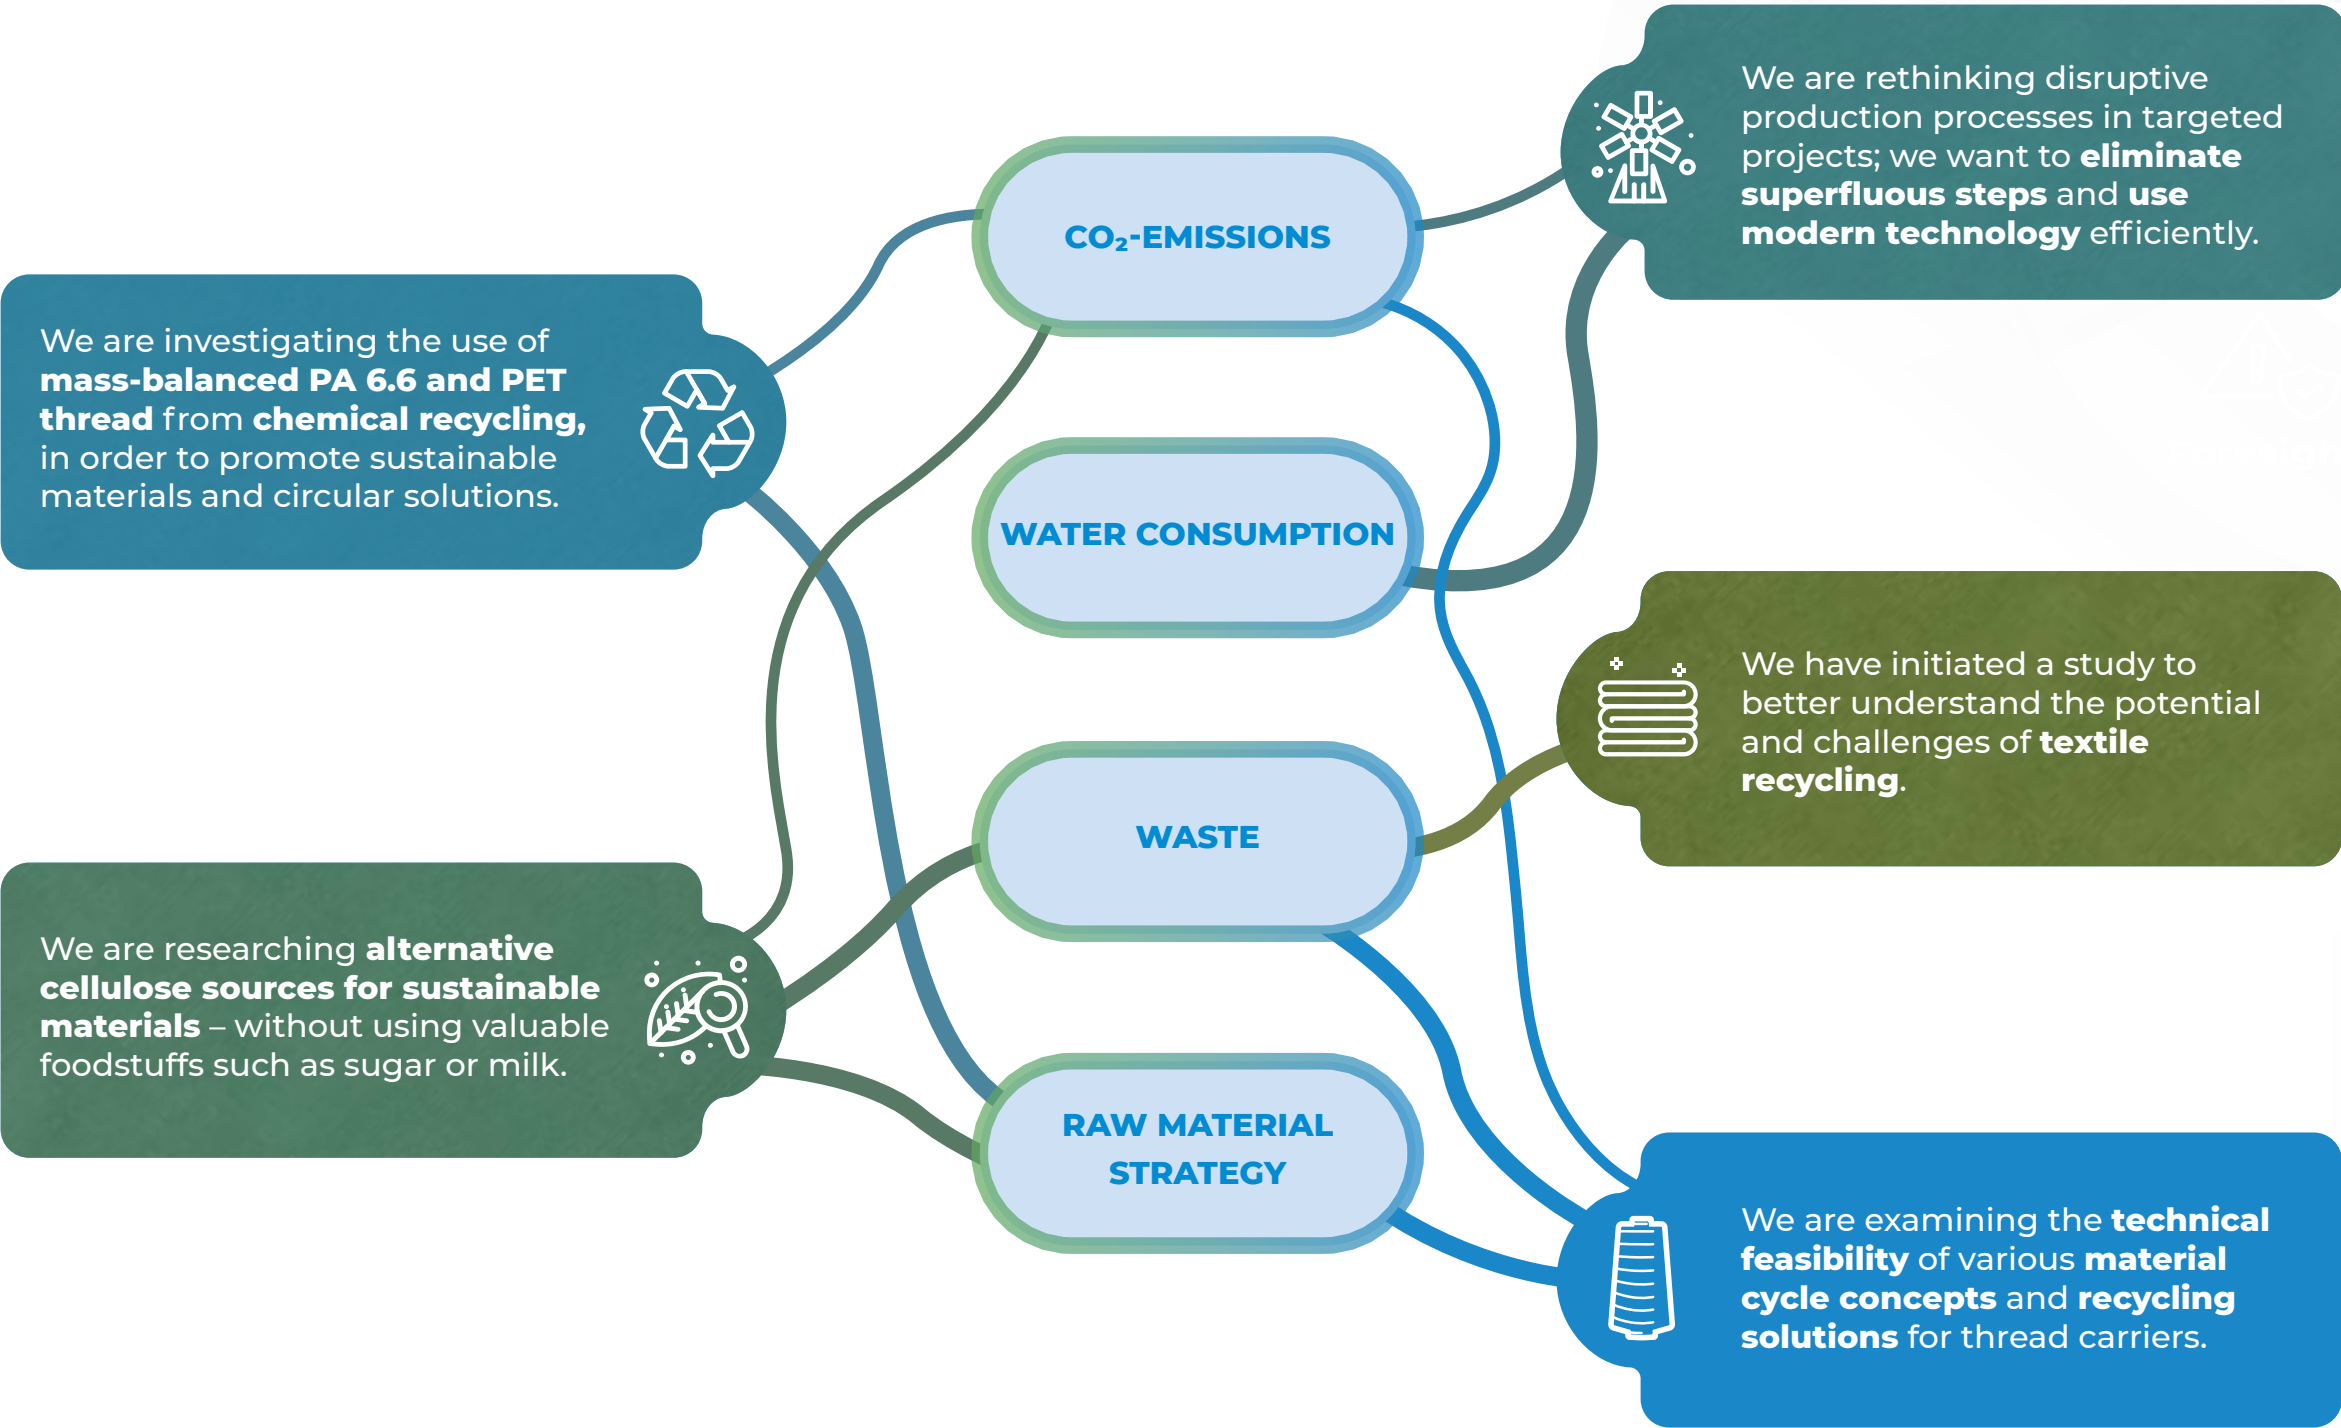 We are rethinking disruptive
production processes in targeted
projects; we want to eliminate
superfluous steps and use
modern technology efficiently.
CO₂-EMISSIONS
We are investigating the use of
mass-balanced PA 6.6 and PET
thread from chemical recycling,
in order to promote sustainable
materials and circular solutions.
WATER CONSUMPTION
We have initiated a study to
better understand the potential
and challenges of textile
recycling.
WASTE
We are researching alternative
cellulose sources for sustainable
materials – without using valuable
foodstuffs such as sugar or milk.
RAW MATERIAL
STRATEGY
We are examining the technical
feasibility of various material
cycle concepts and recycling
solutions for thread carriers.